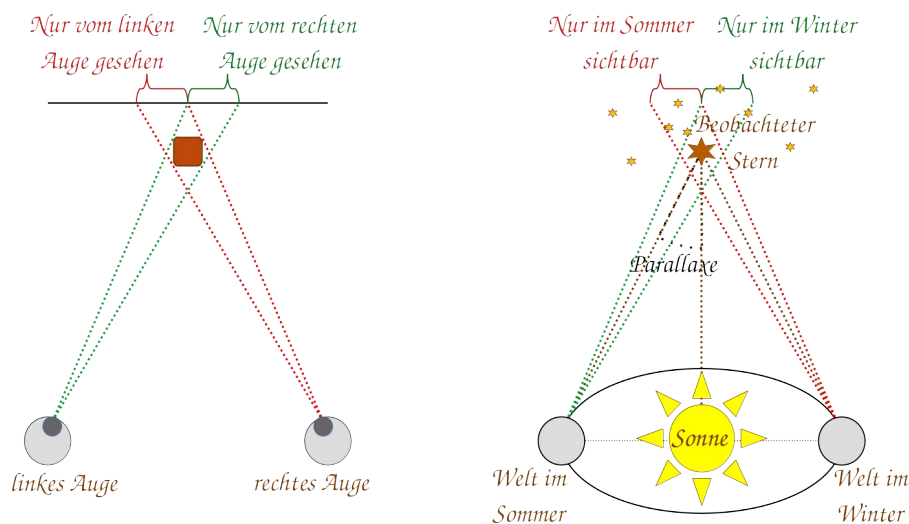 Nur vom linken
Auge gesehen
Nur vom rechten
Auge gesehen
linkes Auge
rechtes Auge
Nur im Sommer
sichtbar
Nur im Winter
sichtbar
Beobachteter
Stern
Parallaxe
Sonne
Welt im
Sommer
Welt im
Winter